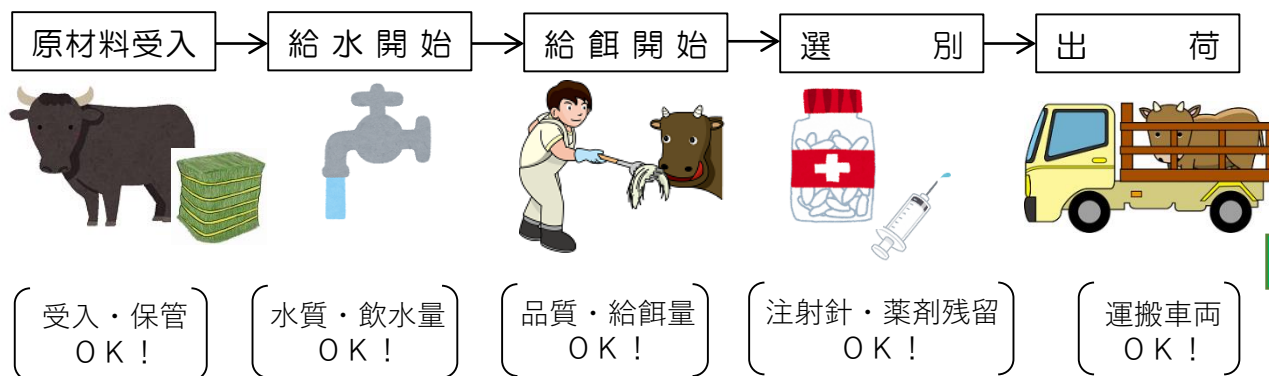 原材料受入
給水開始
給餌開始
選別
出荷
受入・保管
ＯＫ！
水質・飲水量
ＯＫ！
品質・給餌量
ＯＫ！
注射針・薬剤残留
ＯＫ！
運搬車両
ＯＫ！